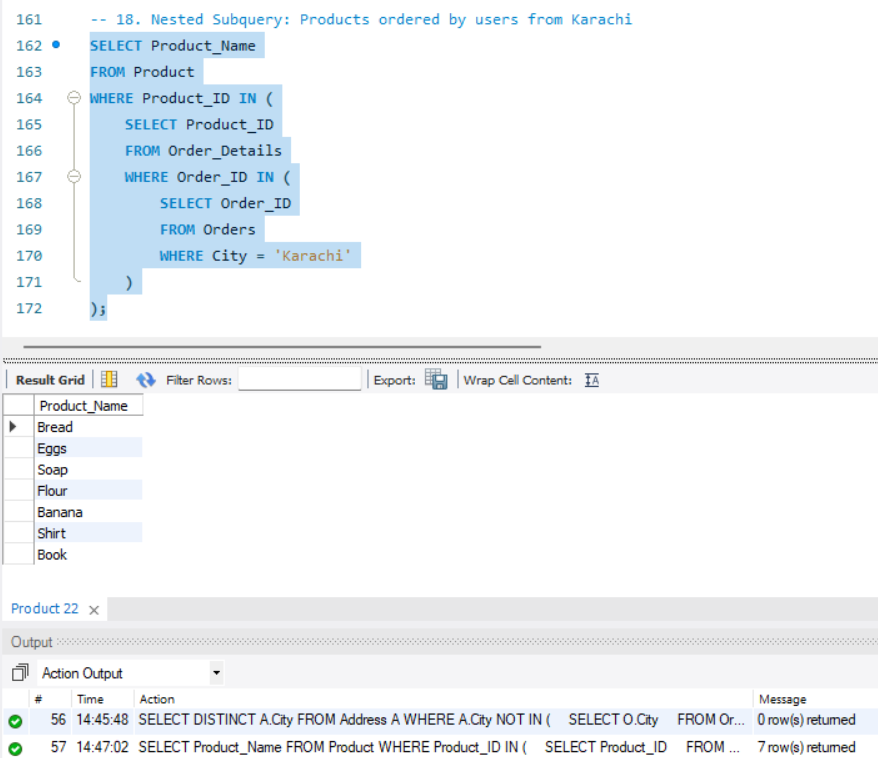 161 -- 18. Nested Subquery: Products ordered by users from Karachi
162 SELECT Product_Name
163 FROM Product
164 WHERE Product_ID IN (
165 SELECT Product_ID
166 FROM Order_Details
167 WHERE Order_ID IN (
168 SELECT Order_ID
169 FROM Orders
170 WHERE City = 'Karachi'
171 )
172 );
Result Grid Filter Rows: Export: Wrap Cell Content: IA
Product_Name
Bread
Eggs
Soap
Flour
Banana
Shirt
Book
Product 22 ×
Output
Action Output
# Time Action Message
56 14:45:48 SELECT DISTINCT A.City FROM Address A WHERE A.City NOT IN ( SELECT O.City FROM Or... 0 row(s) returned
57 14:47:02 SELECT Product_Name FROM Product WHERE Product_ID IN ( SELECT Product_ID FROM ... 7 row(s) returned